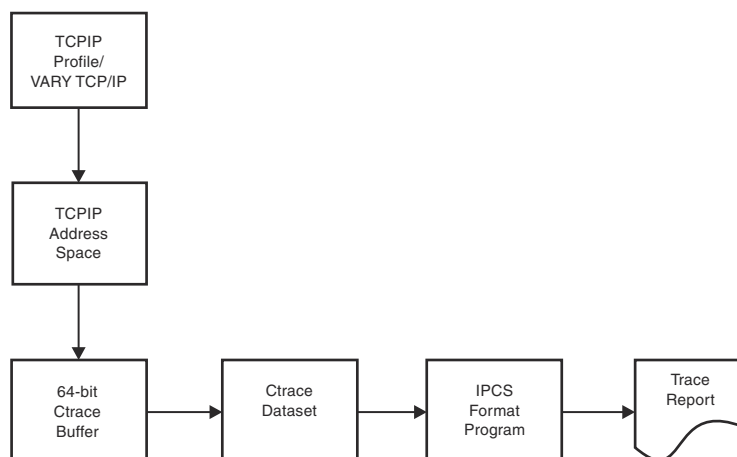 TCPIP
Profile/
VARY TCP/IP
TCPIP
Address
Space
64-bit
Ctrace
Buffer
Ctrace
Dataset
IPCS
Format
Program
Trace
Report